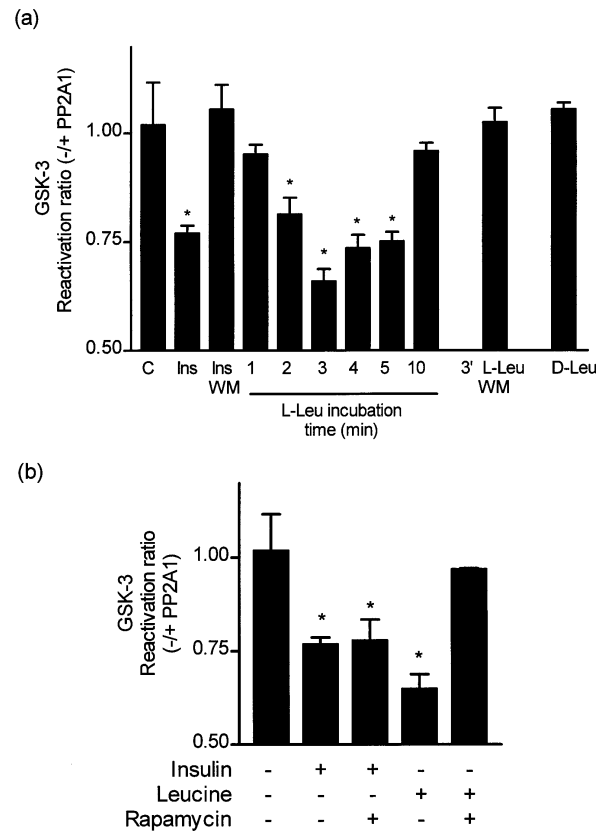 (a)
GSK-3
Reactivation ratio (-/+ PP2A1)
1.00
0.75
0.50
* * * * * *
C Ins Ins 1 2 3 4 5 10 3' L-Leu D-Leu
WM WM
L-Leu incubation
time (min)
(b)
GSK-3
Reactivation ratio
(-/+ PP2A1)
1.00
0.75
0.50
* * *
Insulin - + + - -
Leucine - - - + +
Rapamycin - - + - +